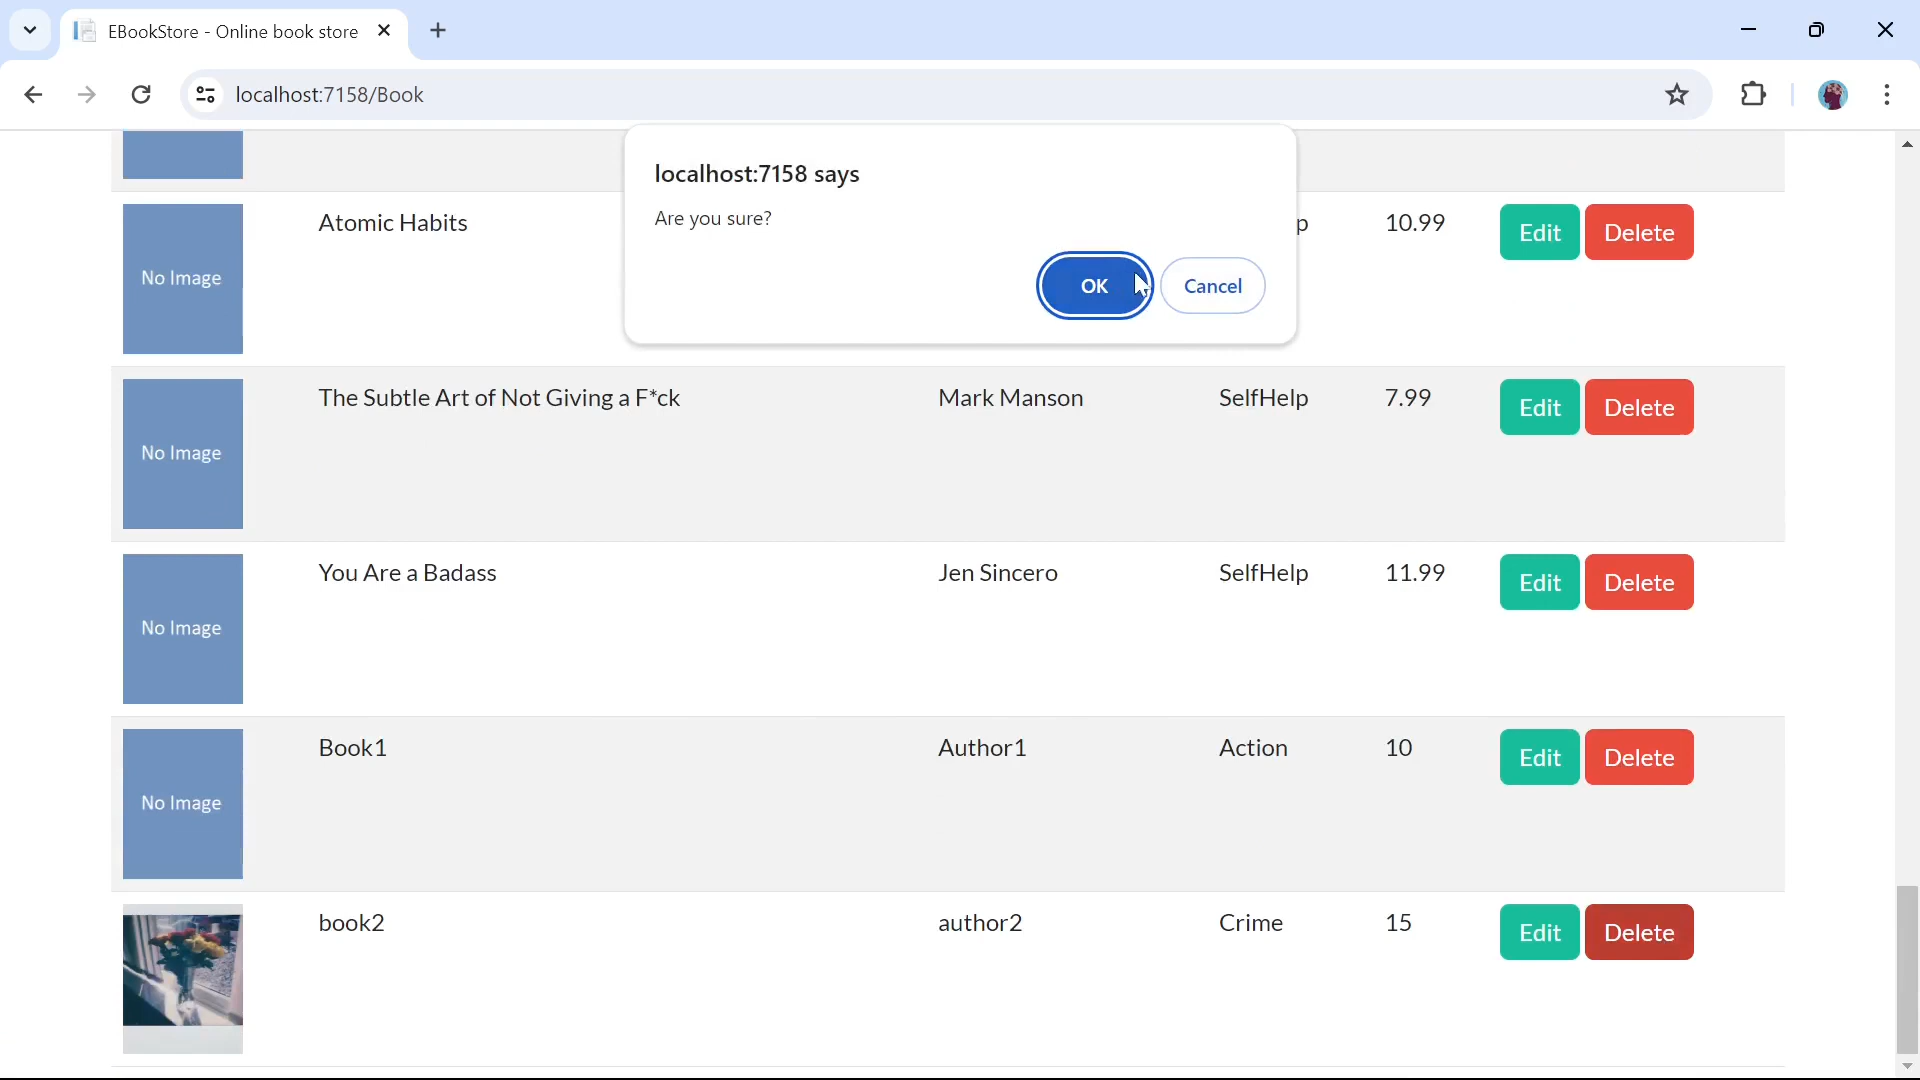 EBookStore - Online book store
localhost:7158/Book
localhost:7158 says
Are you sure?
OK Cancel
No Image Atomic Habits p 10.99 Edit Delete
No Image The Subtle Art of Not Giving a F*ck Mark Manson SelfHelp 7.99 Edit Delete
No Image You Are a Badass Jen Sincero SelfHelp 11.99 Edit Delete
No Image Book1 Author1 Action 10 Edit Delete
book2 author2 Crime 15 Edit Delete